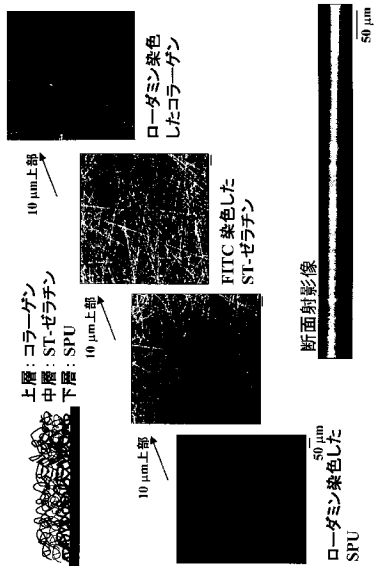 上層：コラーゲン
中層：ST-ゼラチン
下層：SPU
10 μm上部
ローダミン染色
したコラーゲン
10 μm上部
FITC 染色した
ST-ゼラチン
10 μm上部
50 μm
ローダミン染色した
SPU
断面射影像
50 μm